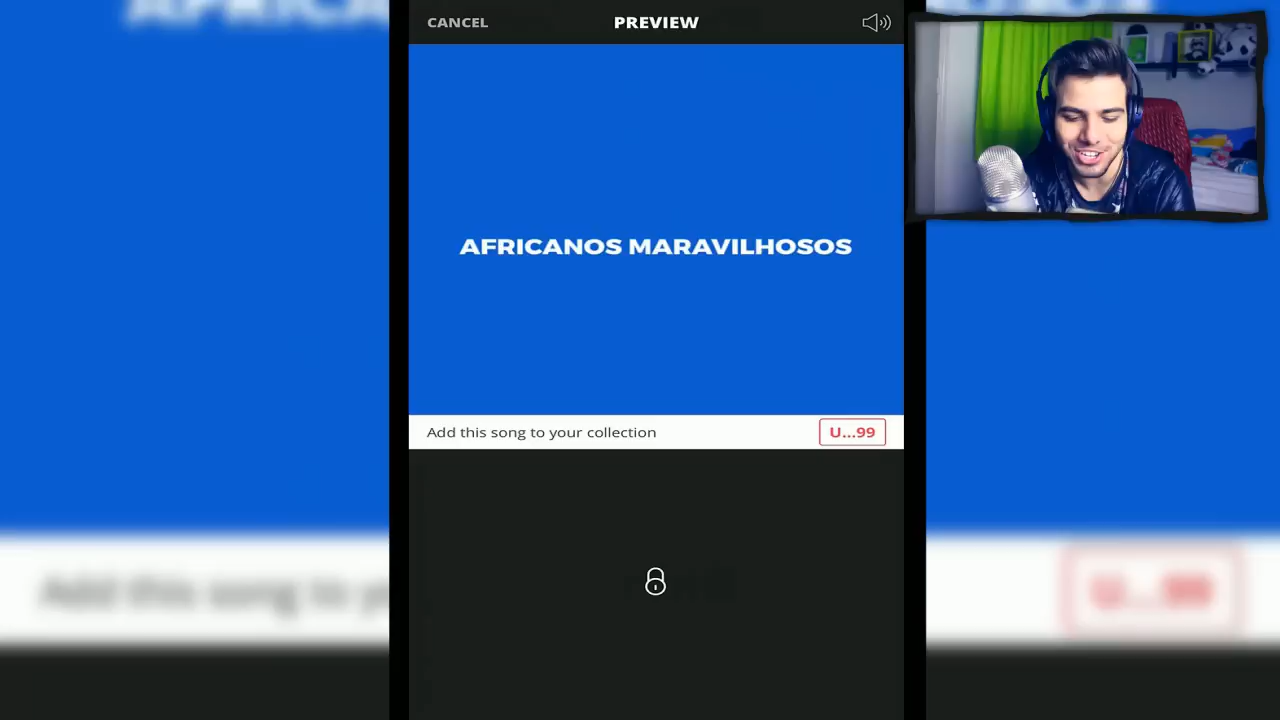 CANCEL
PREVIEW
AFRICANOS MARAVILHOSOS
Add this song to your collection
U...99